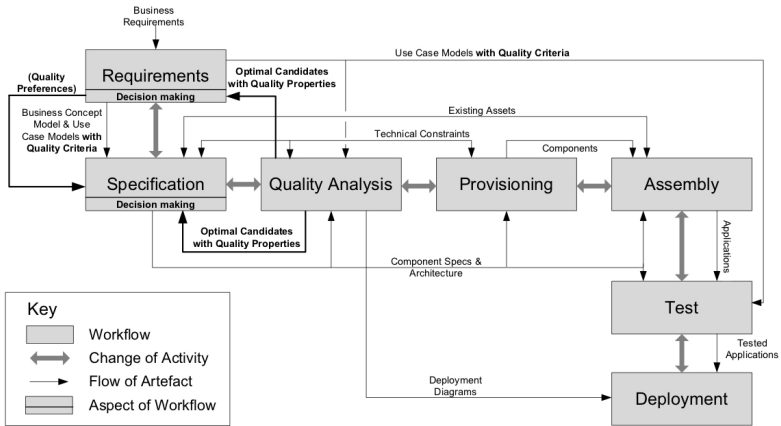 Business
Requirements
Use Case Models with Quality Criteria
(Quality
Preferences)
Requirements
Decision making
Optimal Candidates
with Quality Properties
Business Concept
Model & Use
Case Models with
Quality Criteria
Existing Assets
Technical Constraints
Components
Specification
Decision making
Quality Analysis
Provisioning
Assembly
Optimal Candidates
with Quality Properties
Component Specs &
Architecture
Applications
Test
Tested
Applications
Deployment
Diagrams
Deployment
Key
Workflow
Change of Activity
Flow of Artefact
Aspect of Workflow